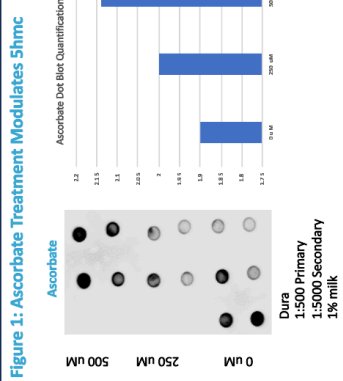 Figure 1: Ascorbate Treatment Modulates 5hmc
Ascorbate
500 uM
250 uM
0 uM
Dura
1:500 Primary
1:5000 Secondary
1% milk
Ascorbate Dot Blot Quantification
2.2
2.15
2.1
2.05
2
1.95
1.9
1.85
1.8
1.75
0 uM
250 uM